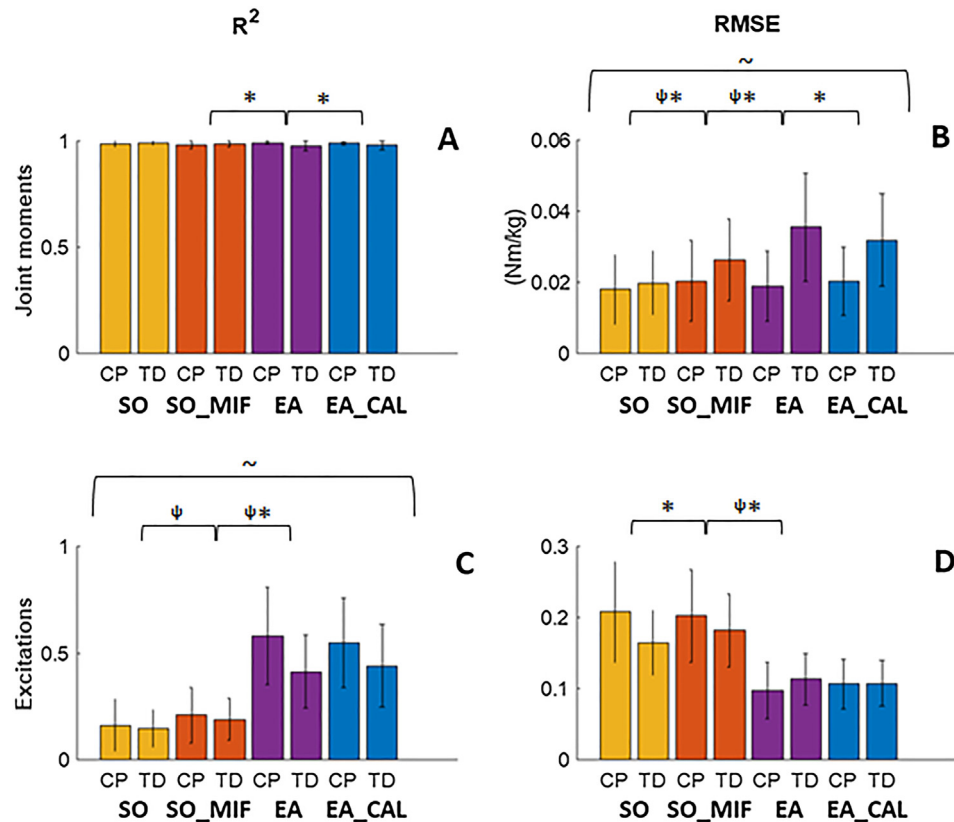 R²
RMSE
~
* *
ψ* ψ* *
A
B
Joint moments
1
0.5
0
(Nm/kg)
0.06
0.04
0.02
0
CP TD CP TD CP TD CP TD
SO SO_MIF EA EA_CAL
CP TD CP TD CP TD CP TD
SO SO_MIF EA EA_CAL
~
ψ ψ*
* ψ*
C
D
Excitations
1
0.5
0
0.3
0.2
0.1
0
CP TD CP TD CP TD CP TD
SO SO_MIF EA EA_CAL
CP TD CP TD CP TD CP TD
SO SO_MIF EA EA_CAL